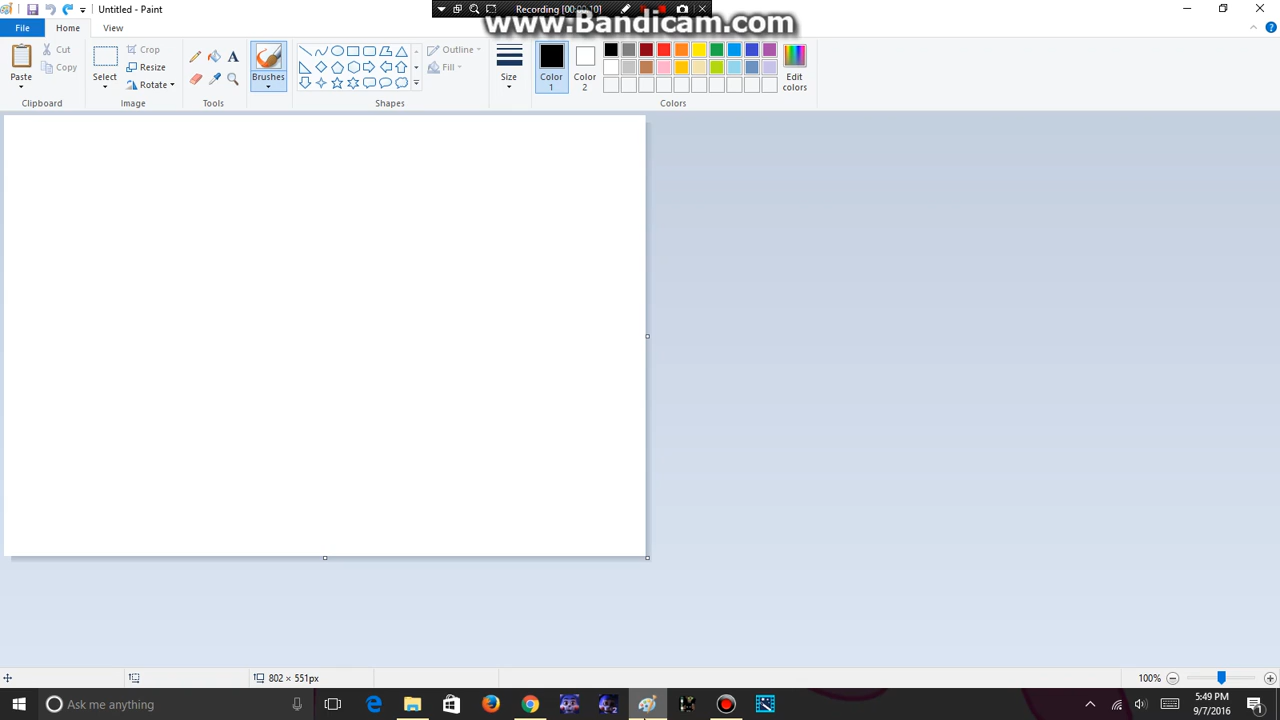 Untitled - Paint
Recording [00:00:10]
www.Bandicam.com
File Home View
Paste
Cut
Copy
Clipboard
Select
Crop
Resize
Rotate
Image
A
Tools
Brushes
Outline
Fill
Shapes
Size
Color 1
Color 2
Edit colors
Colors
802 × 551px
100%
Ask me anything
5:49 PM
9/7/2016